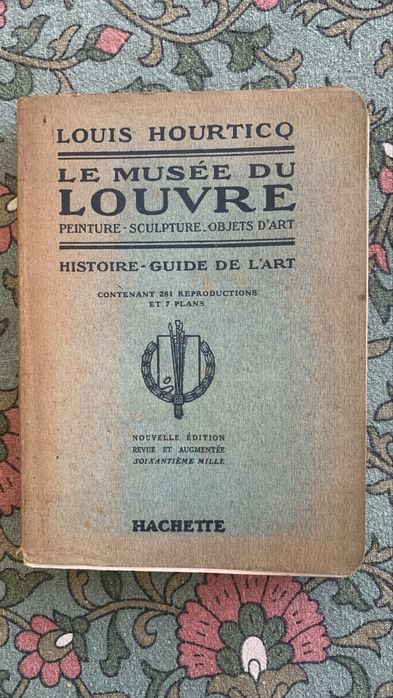 LOUIS HOURTICQ
LE MUSÉE DU
LOUVRE
PEINTURE-SCULPTURE.OBJETS D'ART
HISTOIRE-GUIDE DE L'ART
CONTENANT 281 REPRODUCTIONS
ET 7 PLANS
NOUVELLE ÉDITION
REVUE ET AUGMENTÉE
SOIXANTIÈME MILLE
HACHETTE